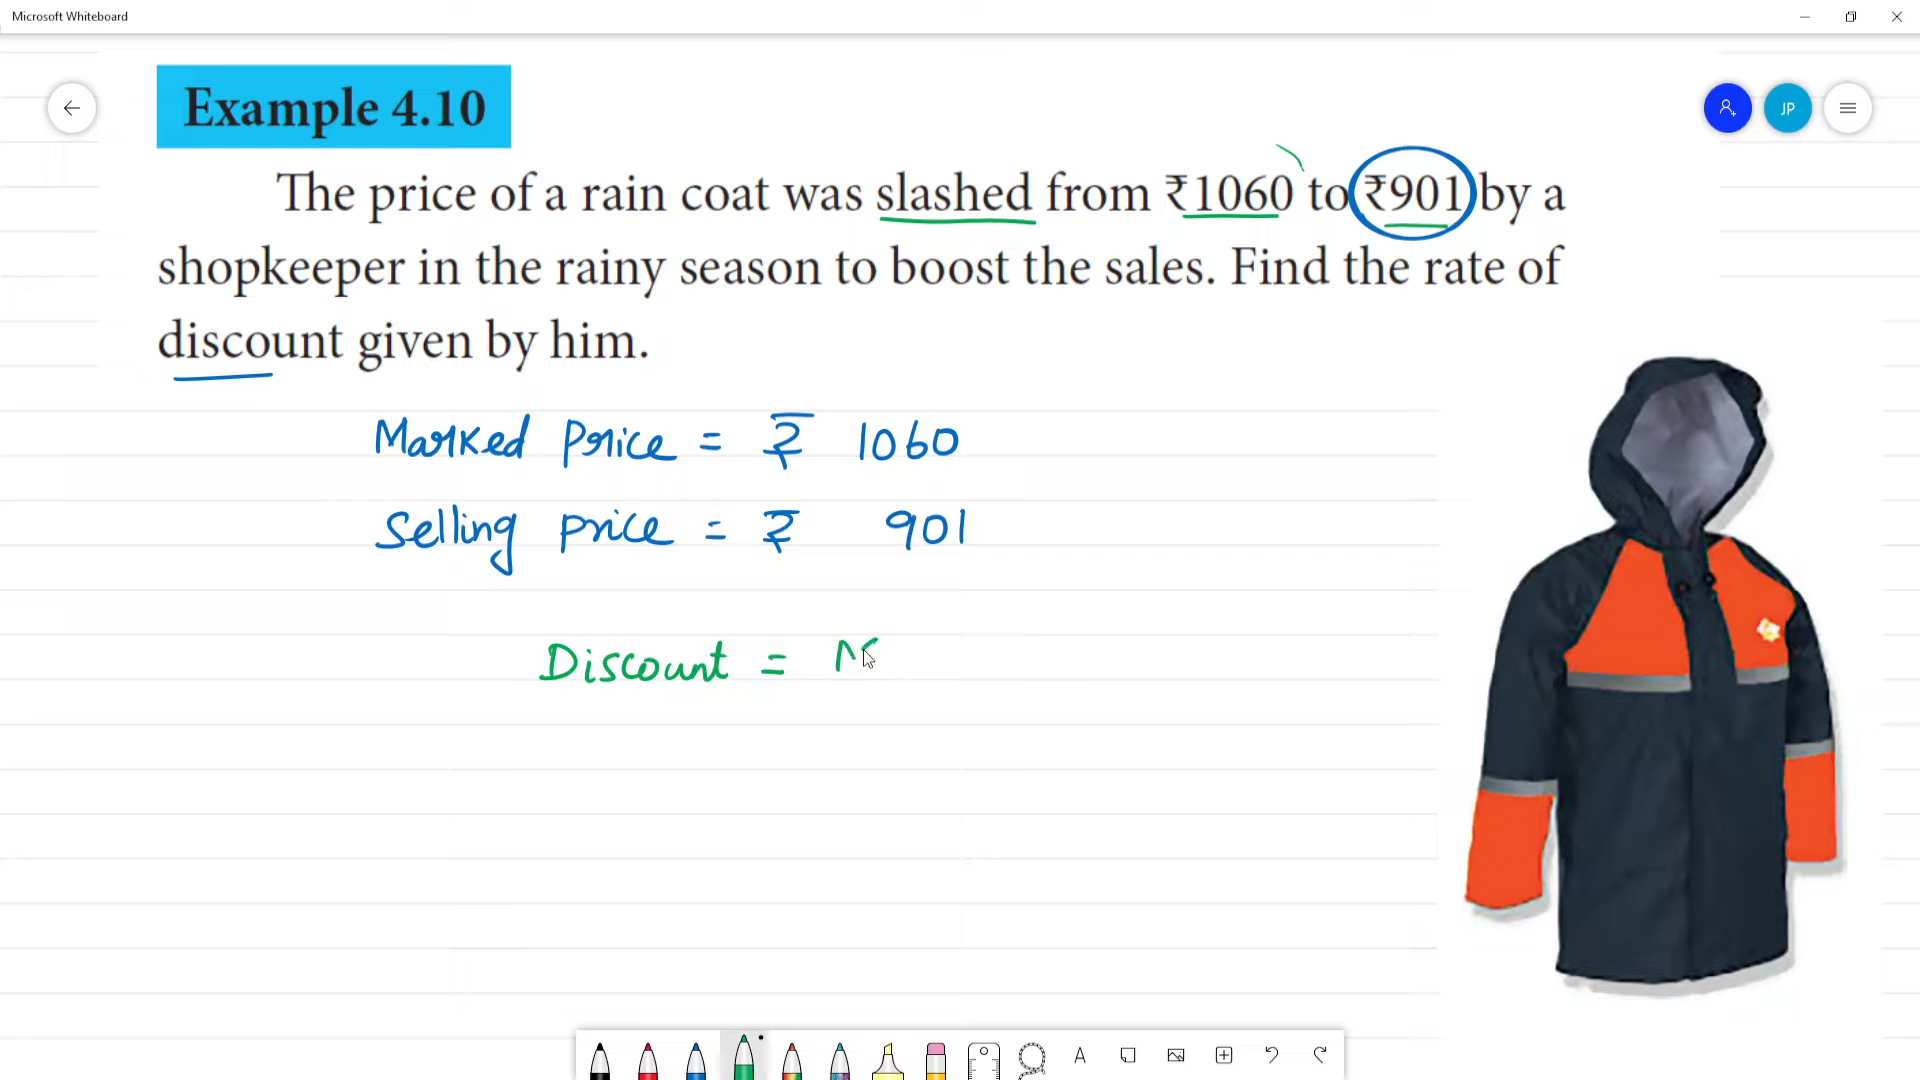 Microsoft Whiteboard
Example 4.10
JP
The price of a rain coat was slashed from ₹1060 to ₹901 by a
shopkeeper in the rainy season to boost the sales. Find the rate of
discount given by him.
Marked Price = ₹ 1060
Selling price = ₹ 901
Discount =
A